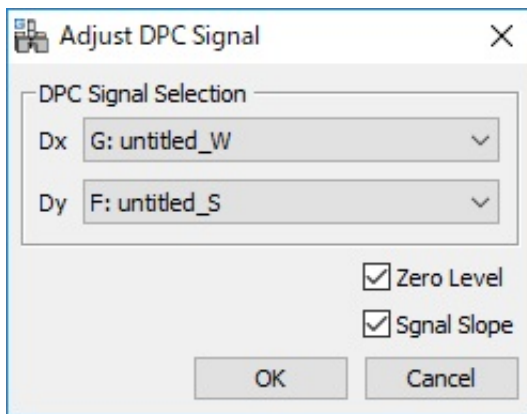 Adjust DPC Signal
DPC Signal Selection
Dx G: untitled_W
Dy F: untitled_S
Zero Level
Sgnal Slope
OK Cancel